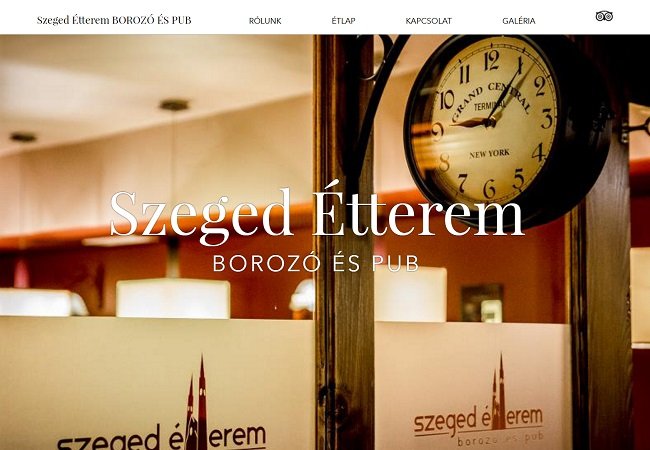 Szeged Étterem BOROZÓ ÉS PUB
RÓLUNK
ÉTLAP
KAPCSOLAT
GALÉRIA
12
1
2
3
4
5
6
7
8
9
10
11
GRAND CENTRAL
TERMINAL
NEW YORK
Szeged Étterem
BOROZÓ ÉS PUB
szeged étterem
borozó és pub
szeged étterem